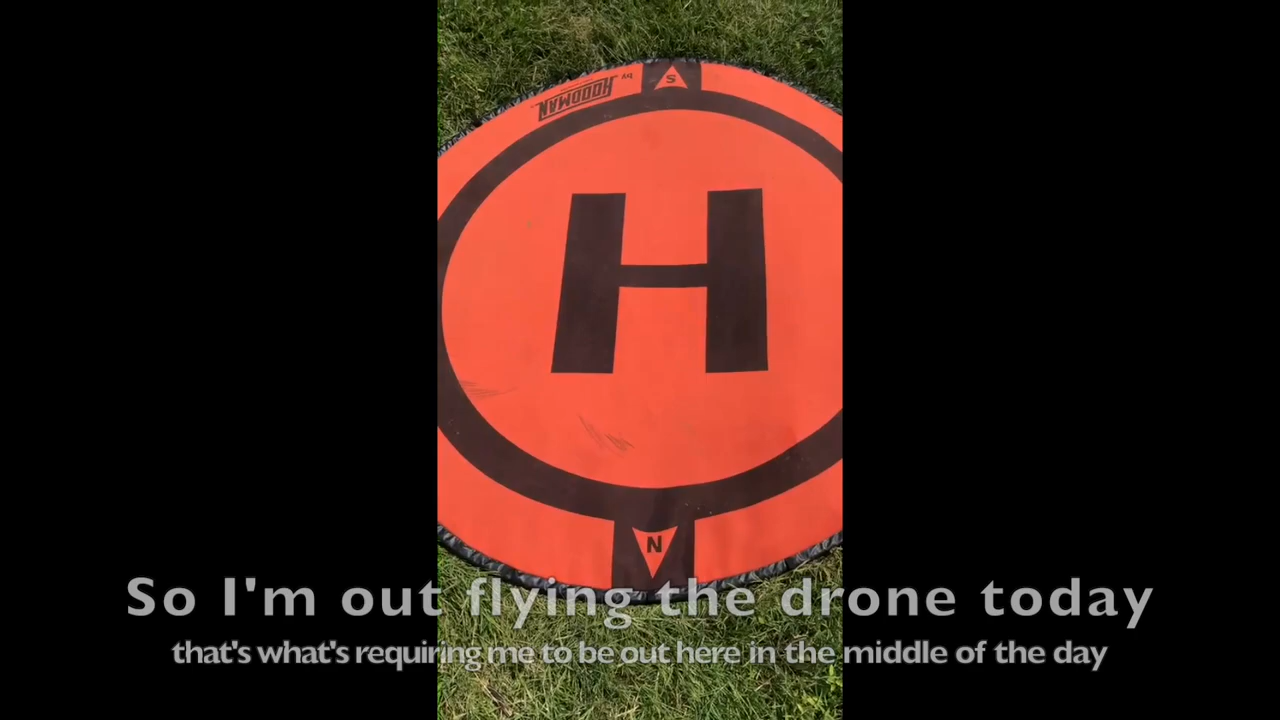 S
by
HOODMAN
H
N
So I'm out flying the drone today
that's what's requiring me to be out here in the middle of the day